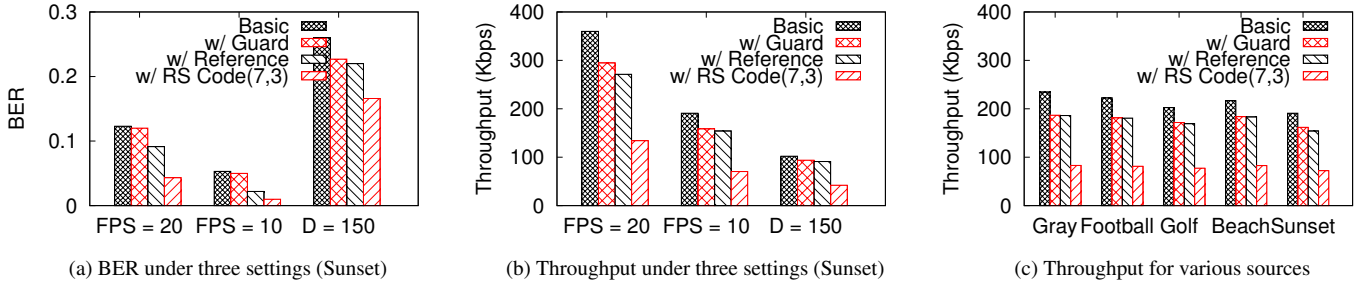 BER
0.3
0.2
0.1
0
Basic
w/ Guard
w/ Reference
w/ RS Code(7,3)
FPS = 20 FPS = 10 D = 150
(a) BER under three settings (Sunset)
Throughput (Kbps)
400
300
200
100
0
Basic
w/ Guard
w/ Reference
w/ RS Code(7,3)
FPS = 20 FPS = 10 D = 150
(b) Throughput under three settings (Sunset)
Throughput (Kbps)
400
300
200
100
0
Basic
w/ Guard
w/ Reference
w/ RS Code(7,3)
Gray Football Golf Beach Sunset
(c) Throughput for various sources